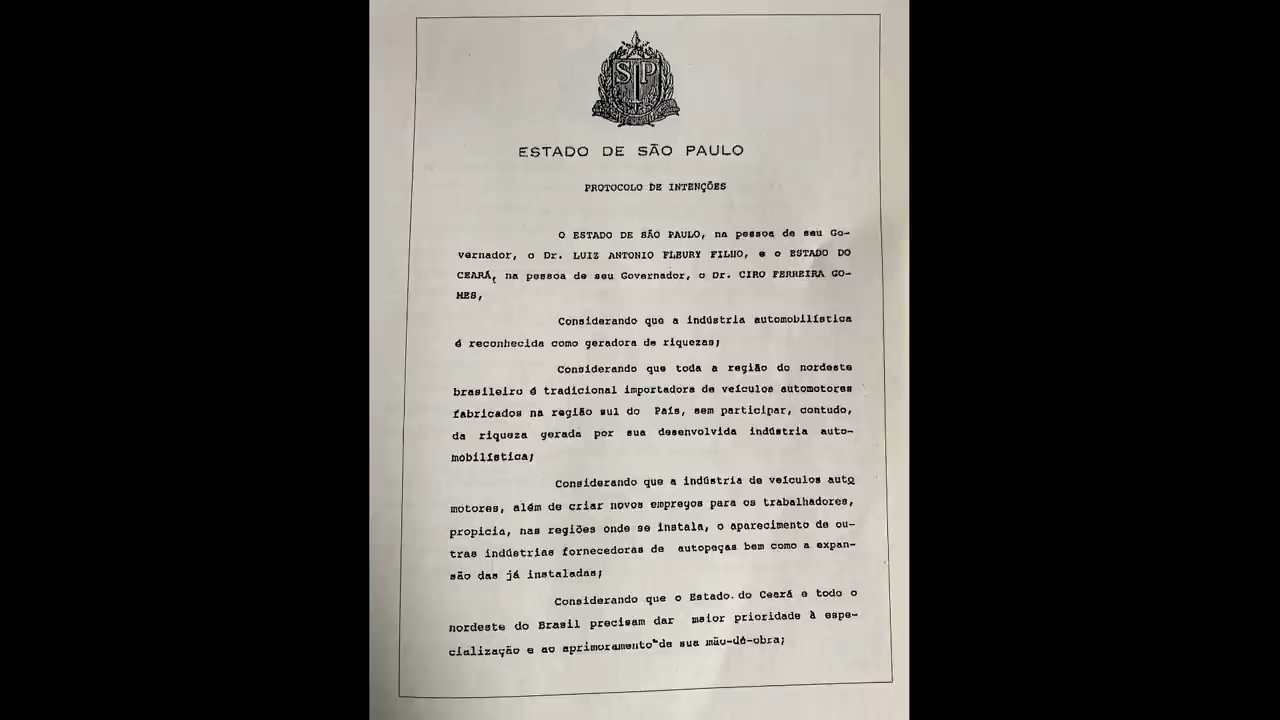 SP
ESTADO DE SÃO PAULO
PROTOCOLO DE INTENÇÕES
O ESTADO DE SÃO PAULO, na pessoa de seu Go-
vernador, o Dr. LUIZ ANTONIO FLEURY FILHO, e o ESTADO DO
CEARÁ, na pessoa de seu Governador, o Dr. CIRO FERREIRA GO-
MES,
Considerando que a indústria automobilística
é reconhecida como geradora de riquezas;
Considerando que toda a região do nordeste
brasileiro é tradicional importadora de veículos automotores
fabricados na região sul do País, sem participar, contudo,
da riqueza gerada por sua desenvolvida indústria auto-
mobilística;
Considerando que a indústria de veículos auto
motores, além de criar novos empregos para os trabalhadores,
propicia, nas regiões onde se instala, o aparecimento de ou-
tras indústrias fornecedoras de autopeças bem como a expan-
são das já instaladas;
Considerando que o Estado do Ceará e todo o
nordeste do Brasil precisam dar maior prioridade à espe-
cialização e ao aprimoramento de sua mão-de-obra;